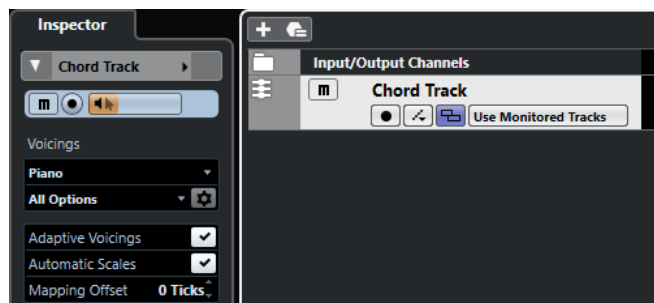 Inspector
Chord Track
m
Voicings
Piano
All Options
Adaptive Voicings
Automatic Scales
Mapping Offset 0 Ticks
Input/Output Channels
m Chord Track
Use Monitored Tracks